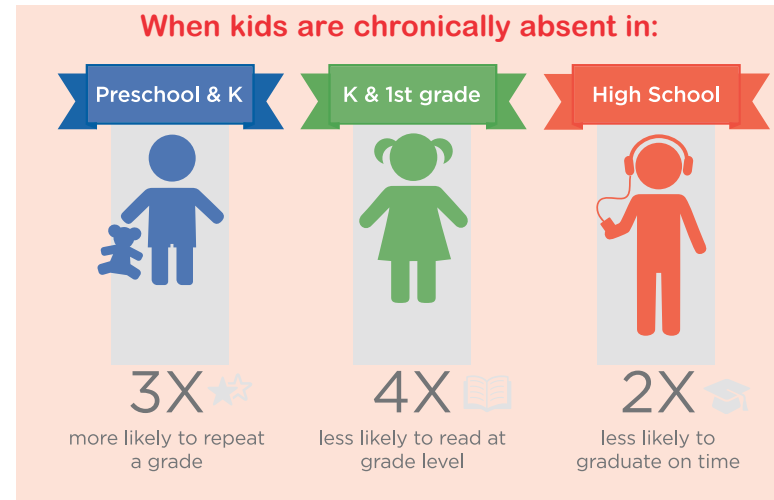 When kids are chronically absent in:
Preschool & K
K & 1st grade
High School
3X
more likely to repeat
a grade
4X
less likely to read at
grade level
2X
less likely to
graduate on time